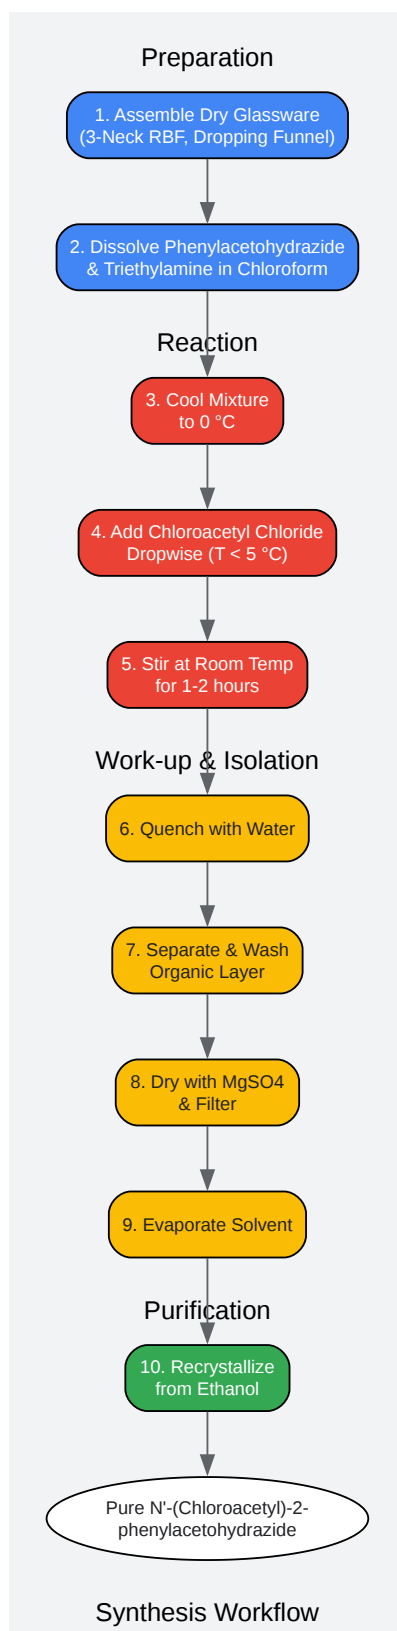 Preparation
1. Assemble Dry Glassware
(3-Neck RBF, Dropping Funnel)
2. Dissolve Phenylacetohydrazide
& Triethylamine in Chloroform
Reaction
3. Cool Mixture
to 0 °C
4. Add Chloroacetyl Chloride
Dropwise (T < 5 °C)
5. Stir at Room Temp
for 1-2 hours
Work-up & Isolation
6. Quench with Water
7. Separate & Wash
Organic Layer
8. Dry with MgSO4
& Filter
9. Evaporate Solvent
Purification
10. Recrystallize
from Ethanol
Pure N'-(Chloroacetyl)-2-
phenylacetohydrazide
Synthesis Workflow